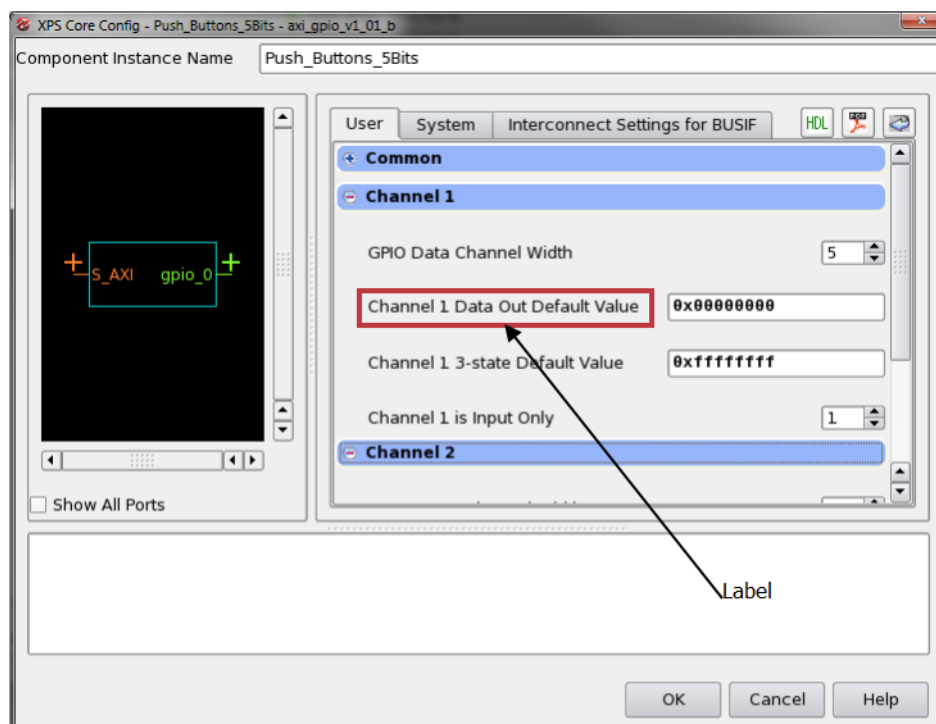 XPS Core Config - Push_Buttons_5Bits - axi_gpio_v1_01_b
Component Instance Name Push_Buttons_5Bits
User System Interconnect Settings for BUSIF HDL PDF
Common
Channel 1
GPIO Data Channel Width 5
Channel 1 Data Out Default Value 0x00000000
Channel 1 3-state Default Value 0xffffffff
Channel 1 is Input Only 1
Channel 2
S_AXI gpio_0
Show All Ports
Label
OK Cancel Help